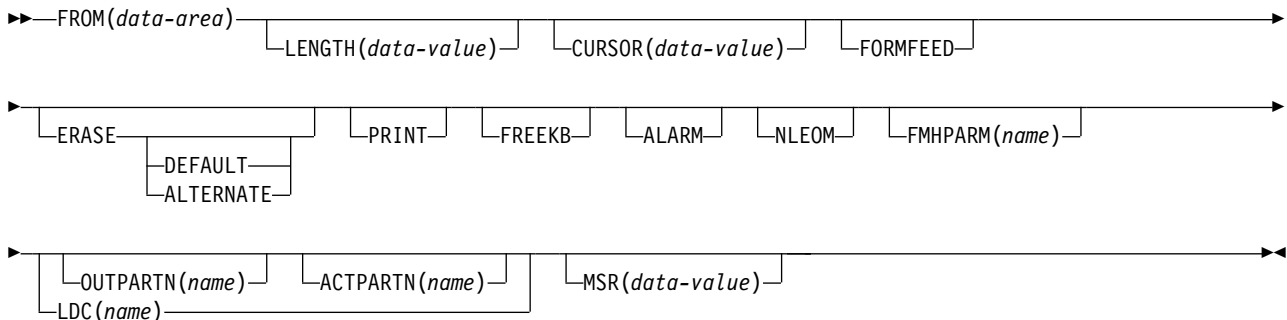 FROM(data-area)
LENGTH(data-value) CURSOR(data-value) FORMFEED
ERASE PRINT FREEKB ALARM NLEOM FMHPARM(name)
DEFAULT
ALTERNATE
OUTPARTN(name) ACTPARTN(name) MSR(data-value)
LDC(name)